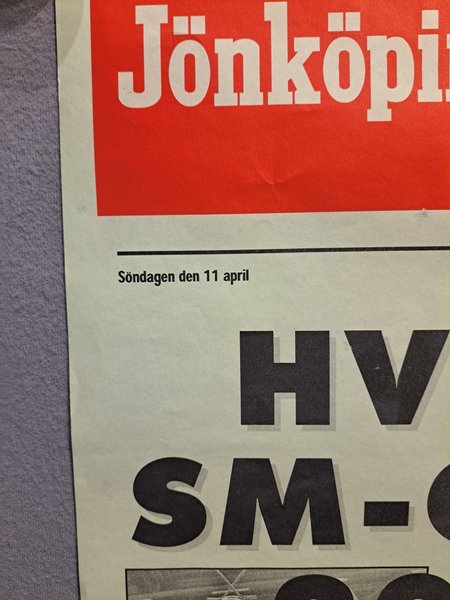 Jönköpi
Söndagen den 11 april
HV
SM-